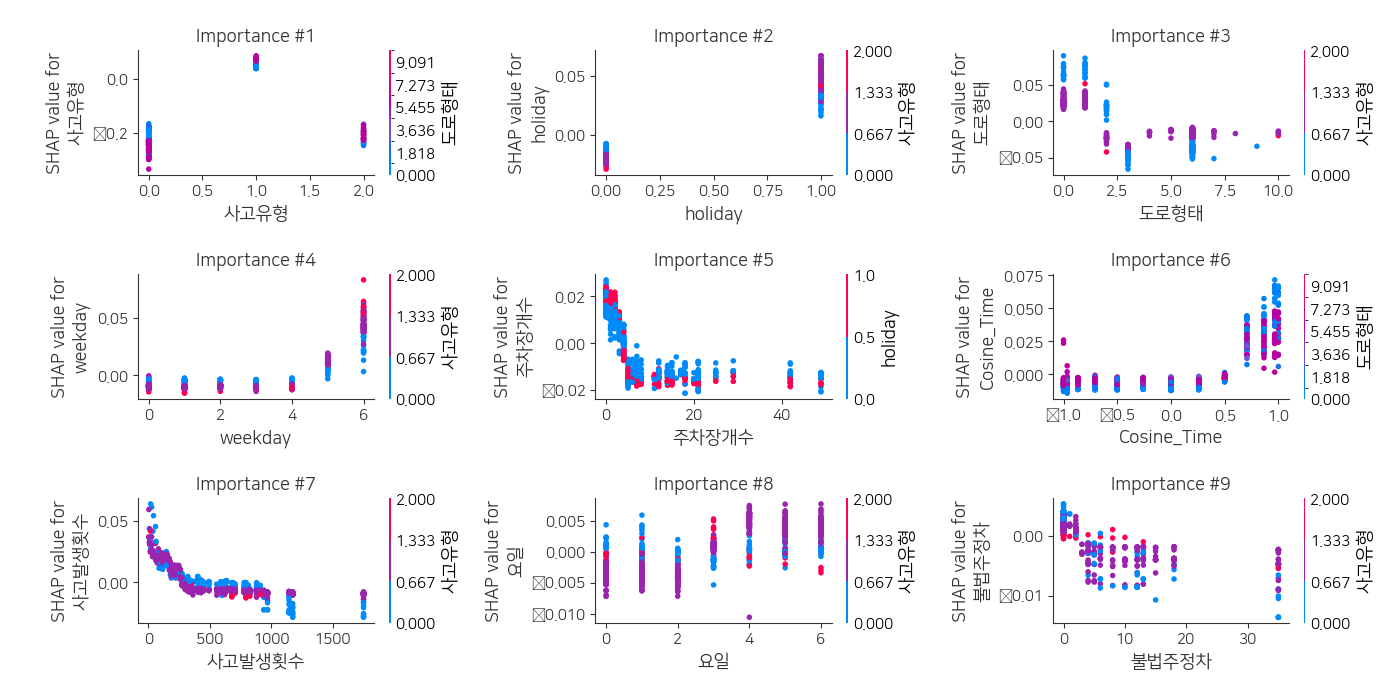 Importance #1
SHAP value for
사고유형
0.0
☒0.2
0.0
0.5
1.0
1.5
2.0
사고유형
9.091
7.273
5.455
3.636
1.818
0.000
도로형태
Importance #2
SHAP value for
holiday
0.05
0.00
0.00
0.25
0.50
0.75
1.00
holiday
2.000
1.333
0.667
0.000
사고유형
Importance #3
SHAP value for
도로형태
0.05
0.00
☒0.05
0.0
2.5
5.0
7.5
10.0
도로형태
2.000
1.333
0.667
0.000
사고유형
Importance #4
SHAP value for
weekday
0.05
0.00
0
2
4
6
weekday
2.000
1.333
0.667
0.000
사고유형
Importance #5
SHAP value for
주차장개수
0.02
0.00
☒0.02
0
20
40
주차장개수
1.0
0.5
0.0
holiday
Importance #6
SHAP value for
Cosine_Time
0.075
0.050
0.025
0.000
☒1.0
☒0.5
0.0
0.5
1.0
Cosine_Time
9.091
7.273
5.455
3.636
1.818
0.000
도로형태
Importance #7
SHAP value for
사고발생횟수
0.05
0.00
0
500
1000
1500
사고발생횟수
2.000
1.333
0.667
0.000
사고유형
Importance #8
SHAP value for
요일
0.005
0.000
☒0.005
☒0.010
0
2
4
6
요일
2.000
1.333
0.667
0.000
사고유형
Importance #9
SHAP value for
불법주정차
0.00
☒0.01
0
10
20
30
불법주정차
2.000
1.333
0.667
0.000
사고유형